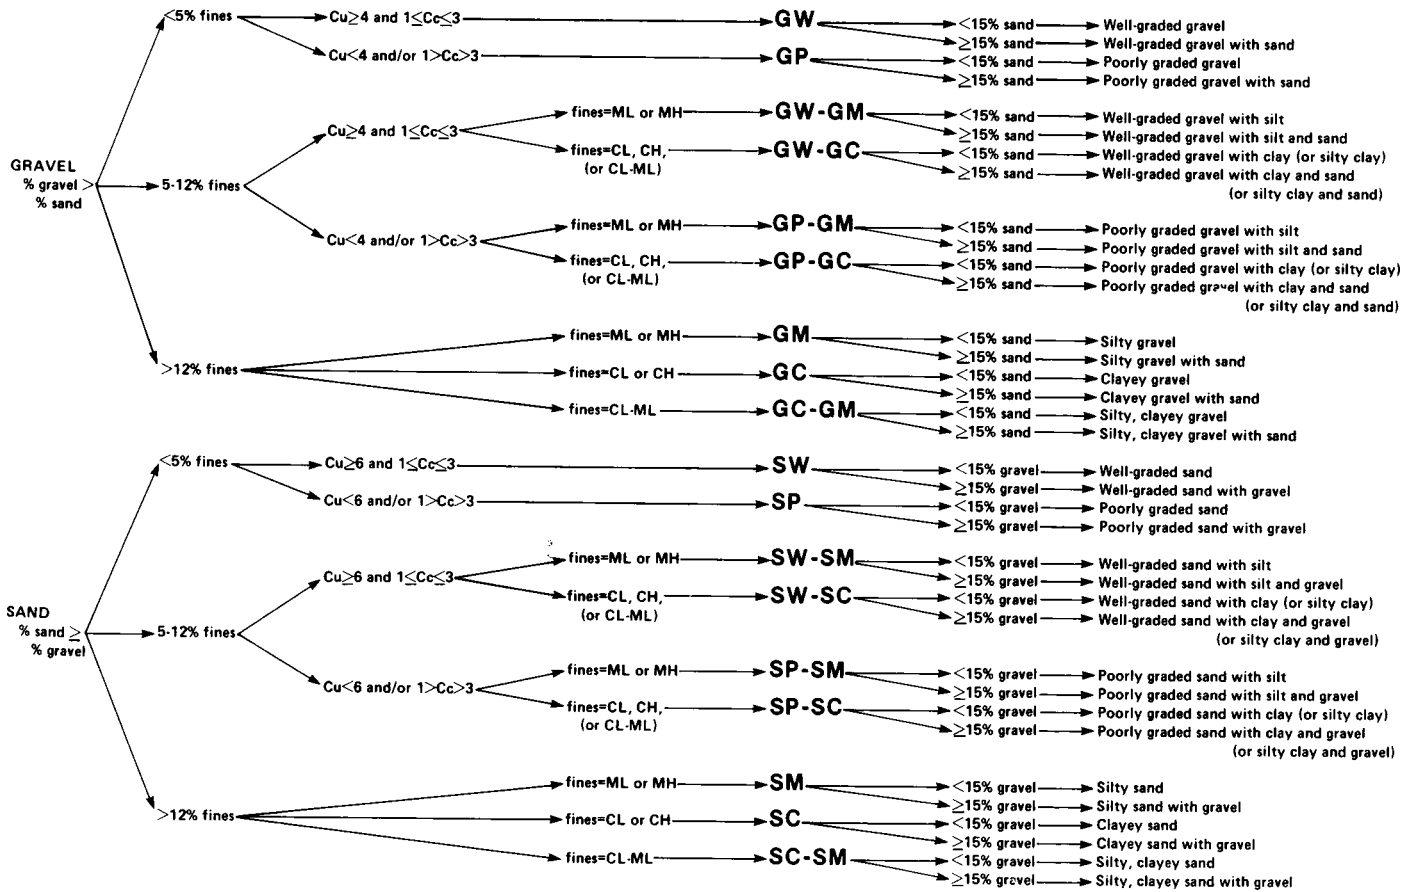 <5% fines Cu≥4 and 1≤Cc≤3 GW <15% sand Well-graded gravel
≥15% sand Well-graded gravel with sand
Cu<4 and/or 1>Cc>3 GP <15% sand Poorly graded gravel
≥15% sand Poorly graded gravel with sand
fines=ML or MH GW-GM <15% sand Well-graded gravel with silt
Cu≥4 and 1≤Cc≤3 ≥15% sand Well-graded gravel with silt and sand
fines=CL, CH, GW-GC <15% sand Well-graded gravel with clay (or silty clay)
(or CL-ML) ≥15% sand Well-graded gravel with clay and sand
(or silty clay and sand)
GRAVEL
% gravel > 5-12% fines
% sand
fines=ML or MH GP-GM <15% sand Poorly graded gravel with silt
Cu<4 and/or 1>Cc>3 ≥15% sand Poorly graded gravel with silt and sand
fines=CL, CH, GP-GC <15% sand Poorly graded gravel with clay (or silty clay)
(or CL-ML) ≥15% sand Poorly graded gravel with clay and sand
(or silty clay and sand)
fines=ML or MH GM <15% sand Silty gravel
≥15% sand Silty gravel with sand
>12% fines fines=CL or CH GC <15% sand Clayey gravel
≥15% sand Clayey gravel with sand
fines=CL-ML GC-GM <15% sand Silty, clayey gravel
≥15% sand Silty, clayey gravel with sand
<5% fines Cu≥6 and 1≤Cc≤3 SW <15% gravel Well-graded sand
≥15% gravel Well-graded sand with gravel
Cu<6 and/or 1>Cc>3 SP <15% gravel Poorly graded sand
≥15% gravel Poorly graded sand with gravel
fines=ML or MH SW-SM <15% gravel Well-graded sand with silt
Cu≥6 and 1≤Cc≤3 ≥15% gravel Well-graded sand with silt and gravel
fines=CL, CH, SW-SC <15% gravel Well-graded sand with clay (or silty clay)
(or CL-ML) ≥15% gravel Well-graded sand with clay and gravel
(or silty clay and gravel)
SAND
% sand ≥ 5-12% fines
% gravel
fines=ML or MH SP-SM <15% gravel Poorly graded sand with silt
Cu<6 and/or 1>Cc>3 ≥15% gravel Poorly graded sand with silt and gravel
fines=CL, CH, SP-SC <15% gravel Poorly graded sand with clay (or silty clay)
(or CL-ML) ≥15% gravel Poorly graded sand with clay and gravel
(or silty clay and gravel)
fines=ML or MH SM <15% gravel Silty sand
≥15% gravel Silty sand with gravel
>12% fines fines=CL or CH SC <15% gravel Clayey sand
≥15% gravel Clayey sand with gravel
fines=CL-ML SC-SM <15% gravel Silty, clayey sand
≥15% gravel Silty, clayey sand with gravel